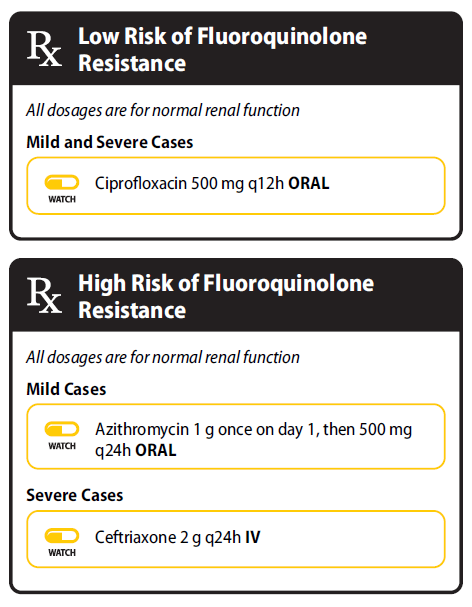 Rx Low Risk of Fluoroquinolone
Resistance
All dosages are for normal renal function
Mild and Severe Cases
Ciprofloxacin 500 mg q12h ORAL
WATCH
Rx High Risk of Fluoroquinolone
Resistance
All dosages are for normal renal function
Mild Cases
Azithromycin 1 g once on day 1, then 500 mg
q24h ORAL
WATCH
Severe Cases
Ceftriaxone 2 g q24h IV
WATCH